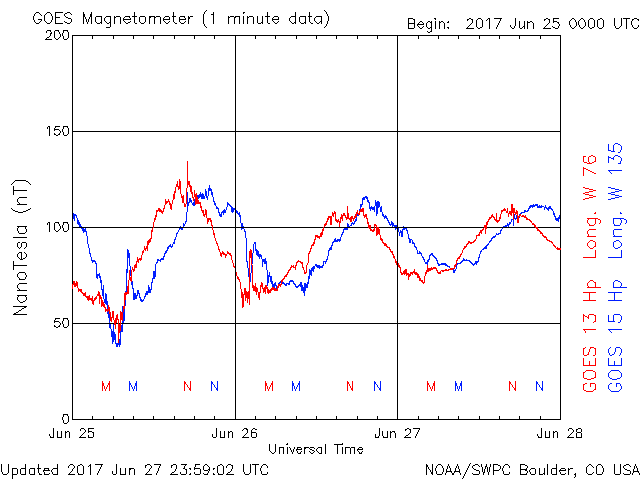 GOES Magnetometer (1 minute data)
Begin: 2017 Jun 25 0000 UTC
200
150
100
50
0
NanoTesla (nT)
GOES 13 Hp Long. W 76
GOES 15 Hp Long. W 135
M M N N M M N N M M N N
Jun 25 Jun 26 Jun 27 Jun 28
Universal Time
Updated 2017 Jun 27 23:59:02 UTC
NOAA/SWPC Boulder, CO USA